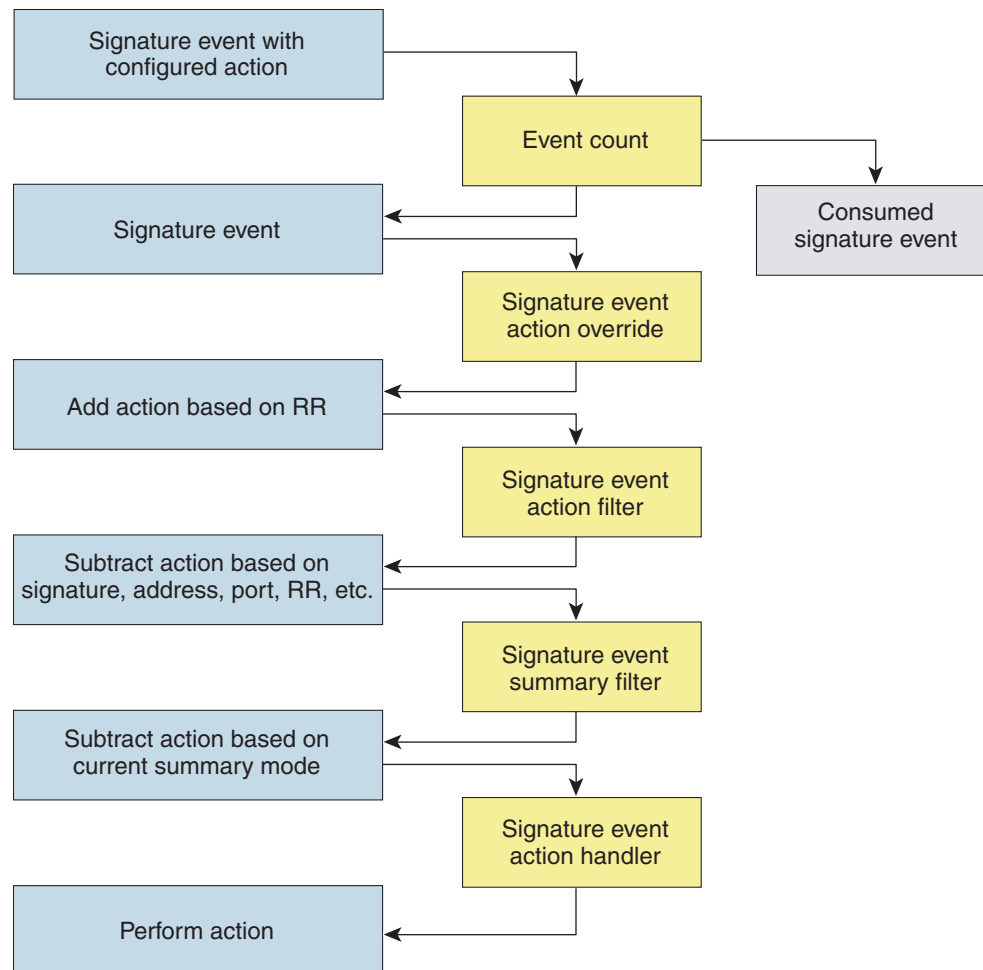 Signature event with
configured action
Event count
Consumed
signature event
Signature event
Signature event
action override
Add action based on RR
Signature event
action filter
Subtract action based on
signature, address, port, RR, etc.
Signature event
summary filter
Subtract action based on
current summary mode
Signature event
action handler
Perform action